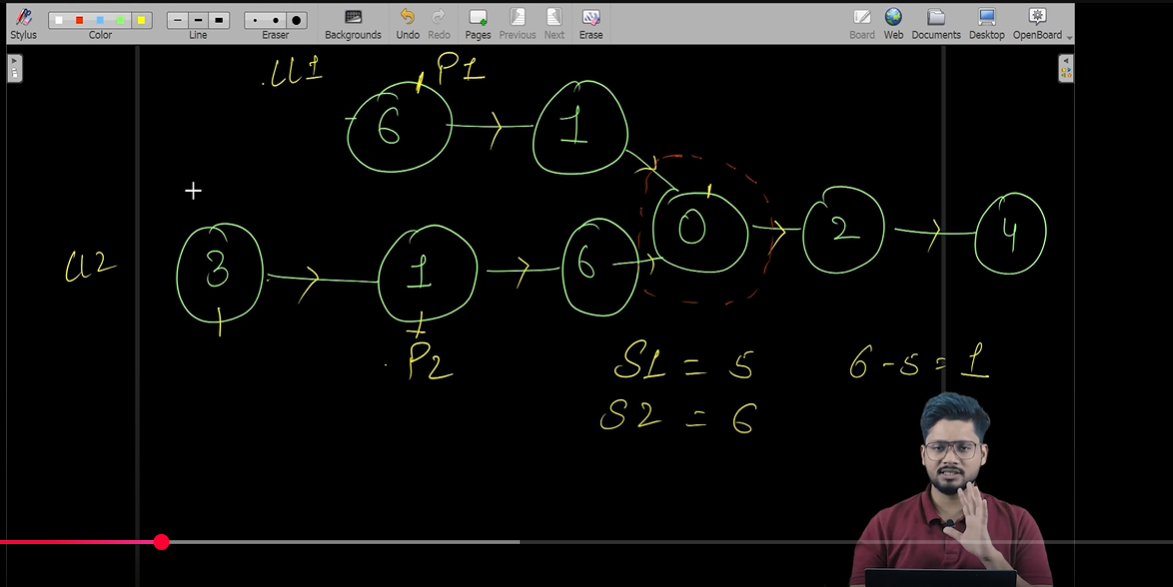 Stylus Color Line Eraser Backgrounds Undo Redo Pages Previous Next Erase Board Web Documents Desktop OpenBoard
LL1 P1
6 1
0 2 4
LL2 3 1 6
P2
S1 = 5 6 - 5 = 1
S2 = 6